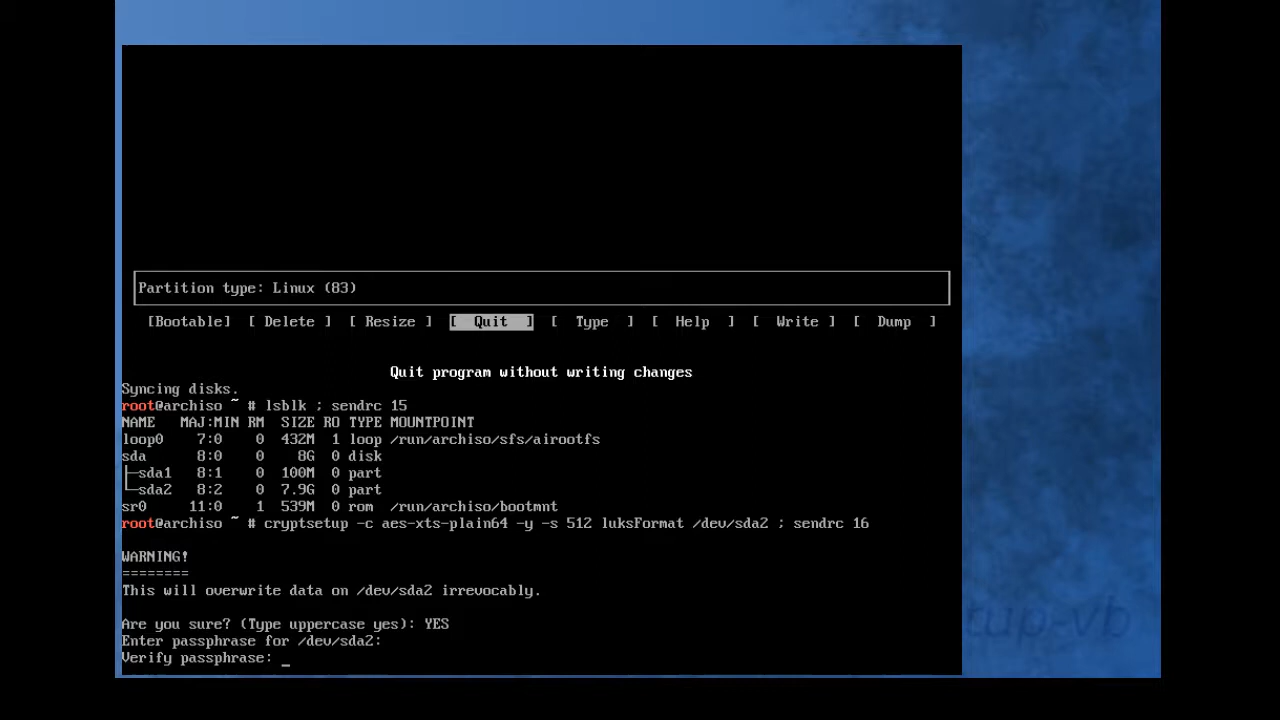 Partition type: Linux (83)
[Bootable] [ Delete ] [ Resize ] [ Quit ] [ Type ] [ Help ] [ Write ] [ Dump ]
Quit program without writing changes
Syncing disks.
root@archiso ~ # lsblk ; sendrc 15
NAME MAJ:MIN RM SIZE RO TYPE MOUNTPOINT
loop0 7:0 0 432M 1 loop /run/archiso/sfs/airootfs
sda 8:0 0 8G 0 disk
├─sda1 8:1 0 100M 0 part
└─sda2 8:2 0 7.9G 0 part
sr0 11:0 1 539M 0 rom /run/archiso/bootmnt
root@archiso ~ # cryptsetup -c aes-xts-plain64 -y -s 512 luksFormat /dev/sda2 ; sendrc 16
WARNING!
========
This will overwrite data on /dev/sda2 irrevocably.
Are you sure? (Type uppercase yes): YES
Enter passphrase for /dev/sda2:
Verify passphrase: _
tup-vb